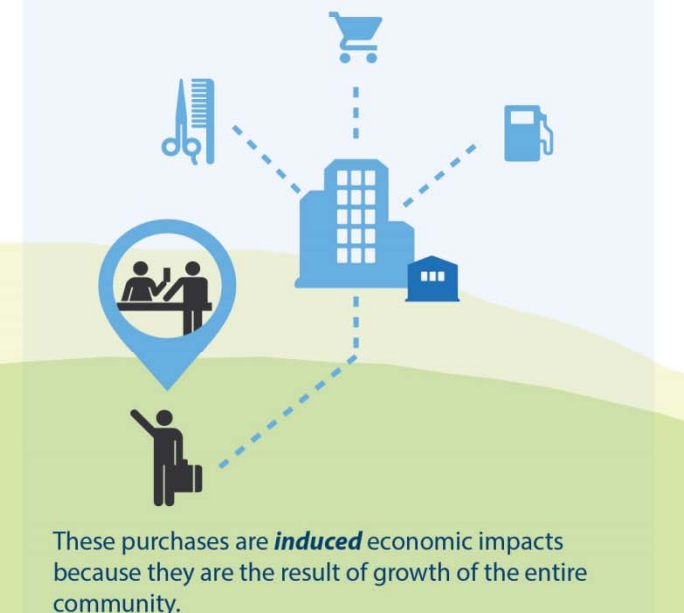 These purchases are induced economic impacts
because they are the result of growth of the entire
community.